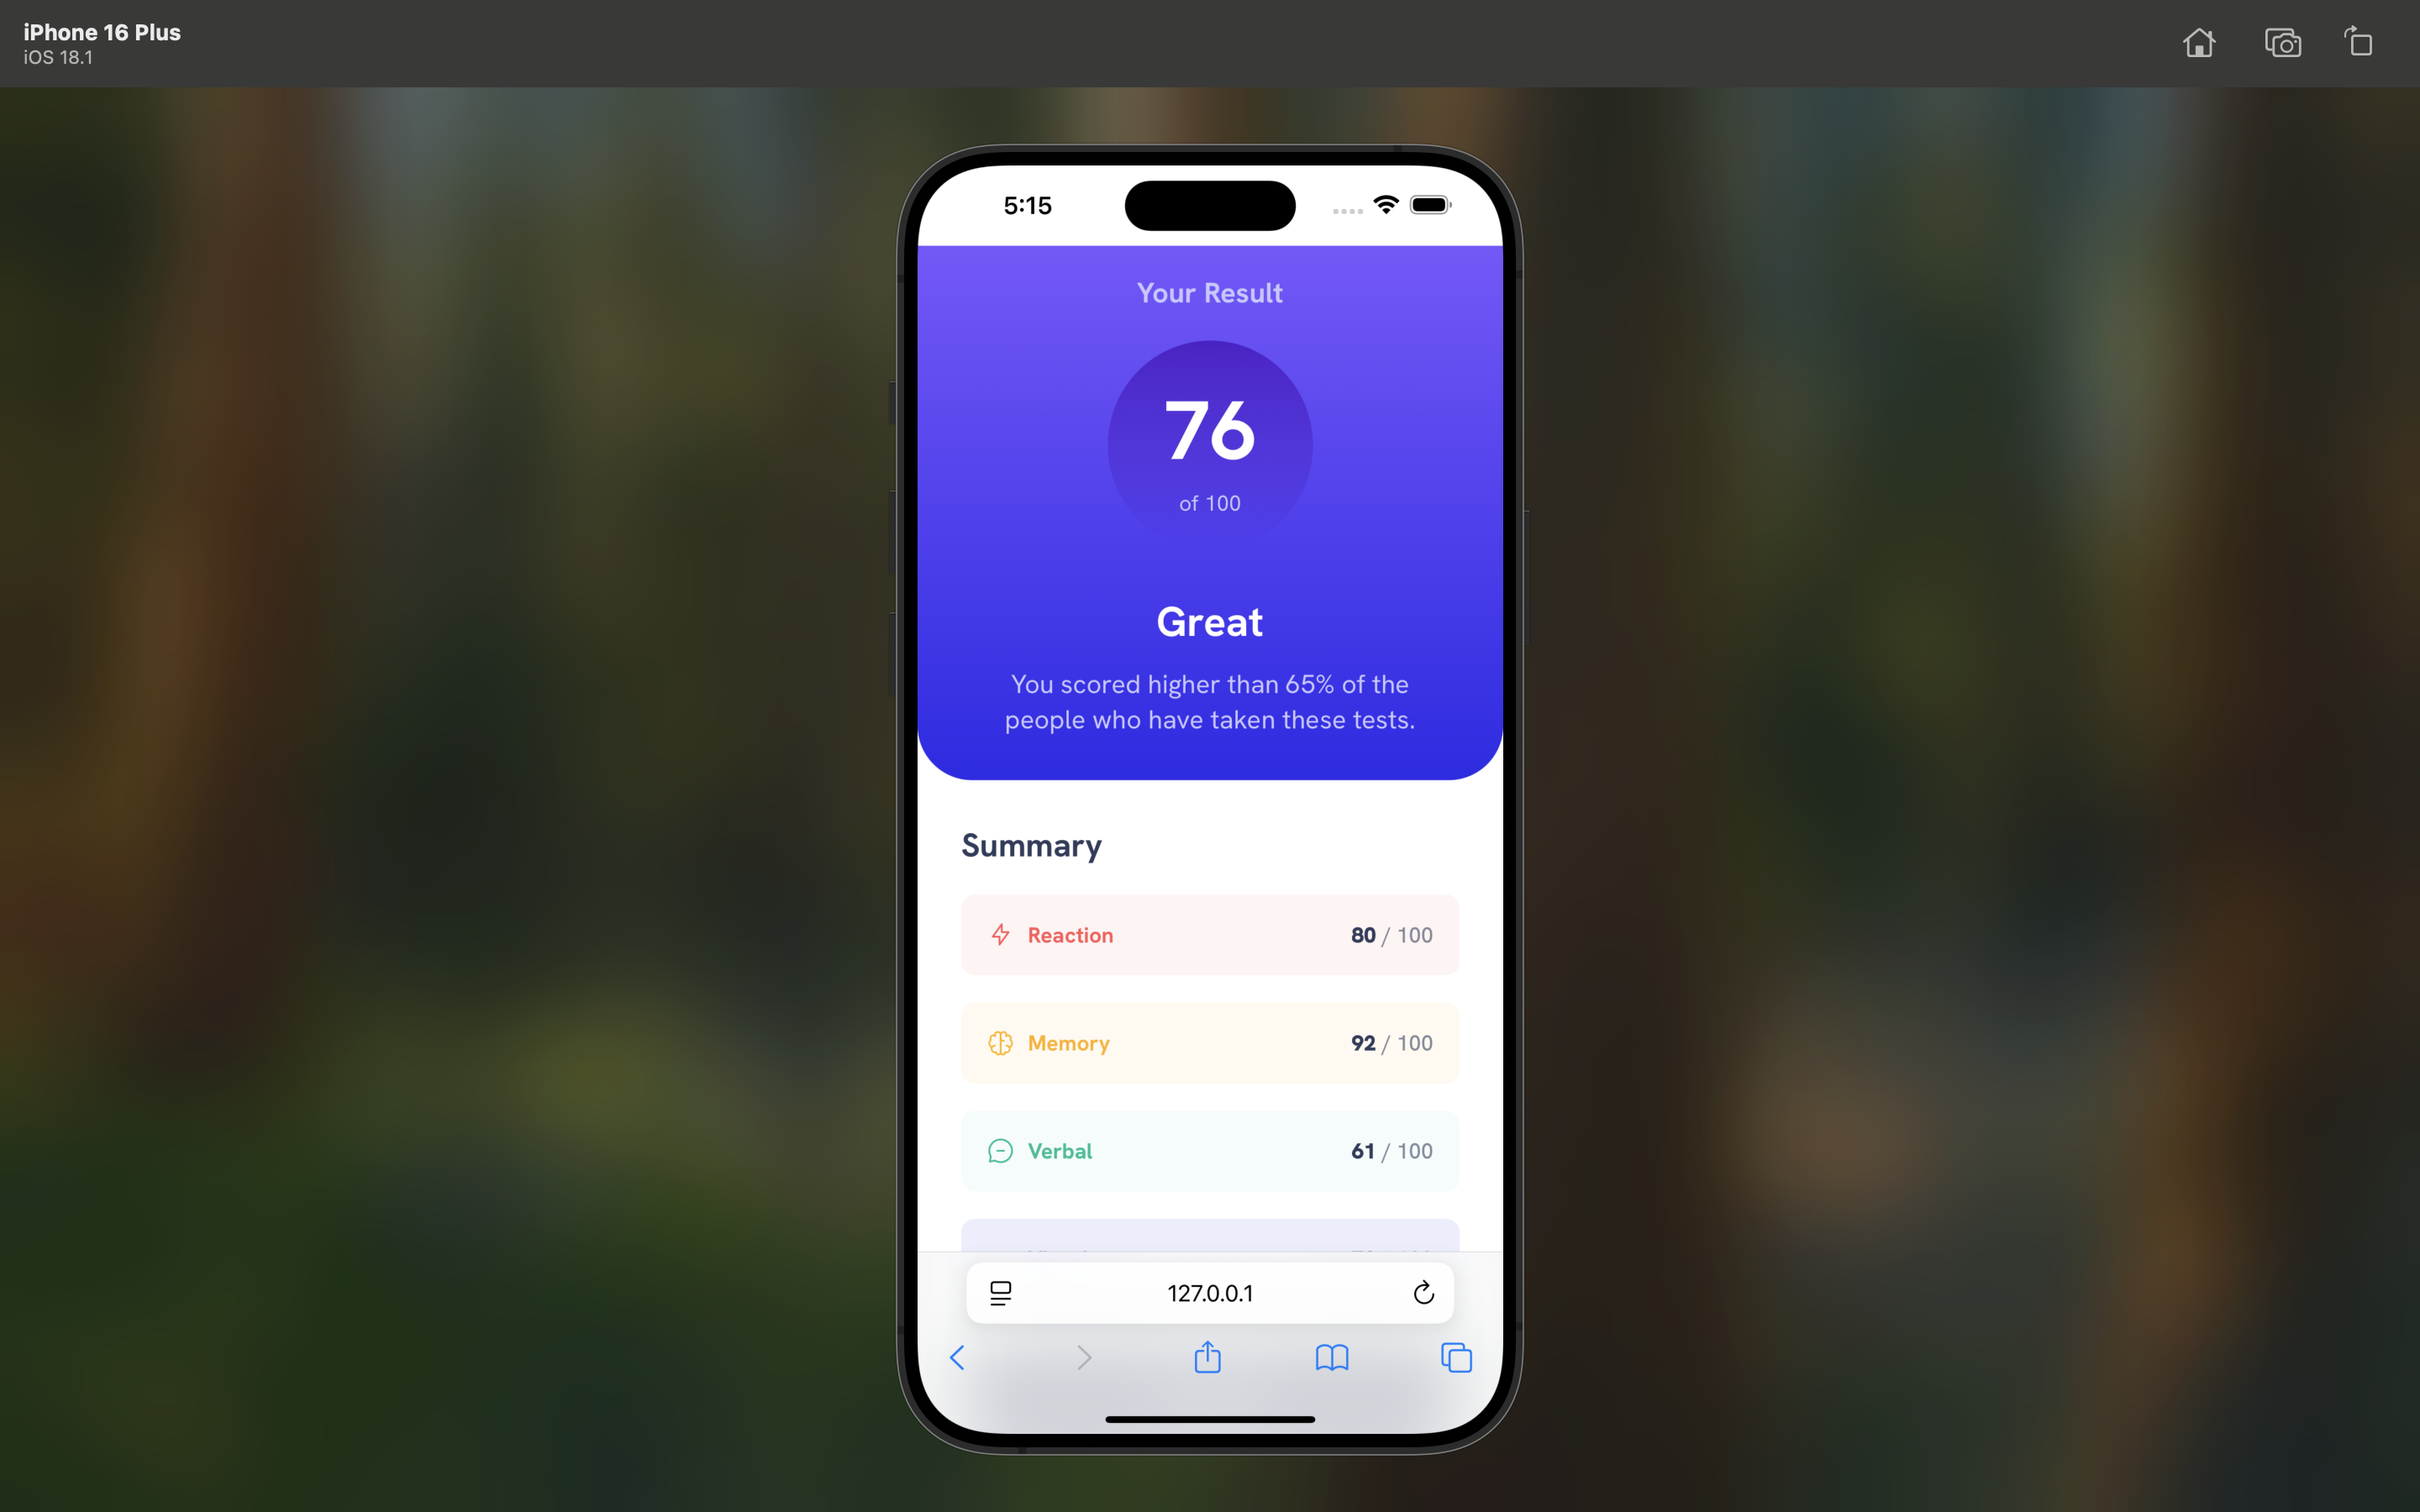 iPhone 16 Plus
iOS 18.1
5:15
Your Result
76
of 100
Great
You scored higher than 65% of the
people who have taken these tests.
Summary
Reaction 80 / 100
Memory 92 / 100
Verbal 61 / 100
127.0.0.1